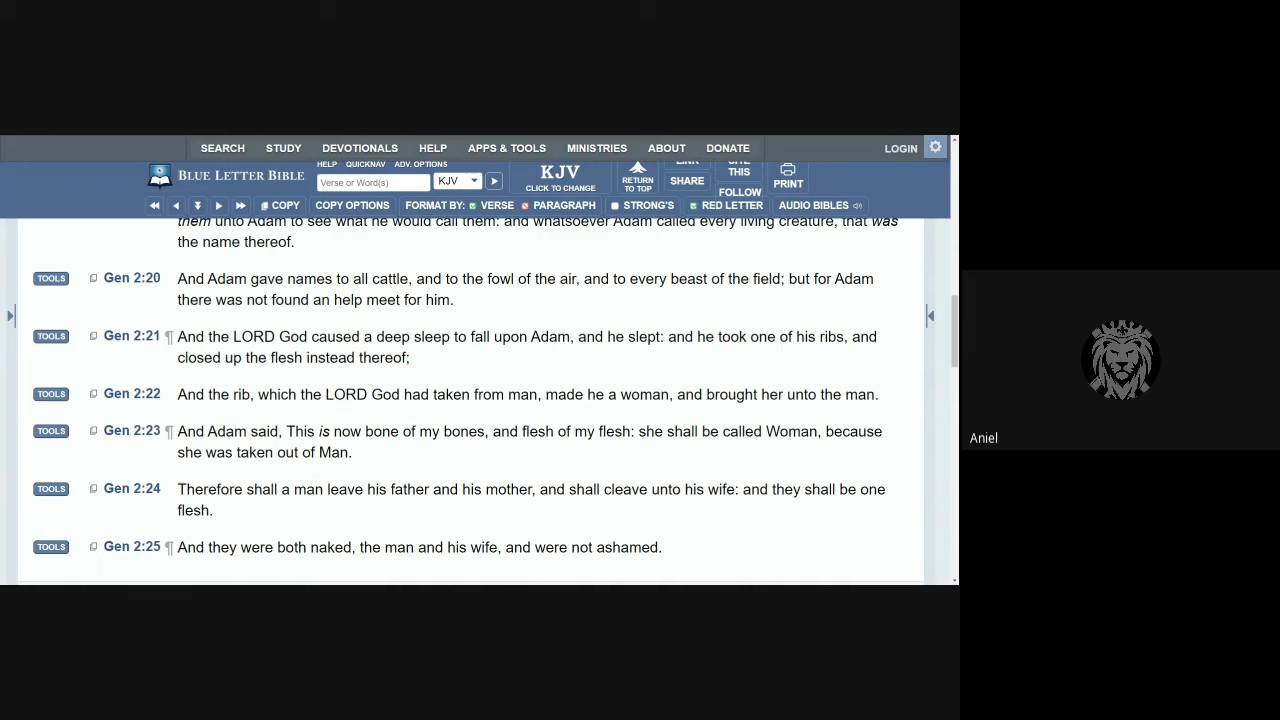 SEARCH STUDY DEVOTIONALS HELP APPS & TOOLS MINISTRIES ABOUT DONATE LOGIN
HELP QUICKNAV ADV. OPTIONS
BLUE LETTER BIBLE Verse or Word(s) KJV
KJV
CLICK TO CHANGE
RETURN
TO TOP
LINK
SHARE
CITE
THIS
FOLLOW
PRINT
COPY COPY OPTIONS FORMAT BY: VERSE PARAGRAPH STRONG'S RED LETTER AUDIO BIBLES
them unto Adam to see what he would call them: and whatsoever Adam called every living creature, that was
the name thereof.
TOOLS Gen 2:20 And Adam gave names to all cattle, and to the fowl of the air, and to every beast of the field; but for Adam
there was not found an help meet for him.
TOOLS Gen 2:21 ¶ And the LORD God caused a deep sleep to fall upon Adam, and he slept: and he took one of his ribs, and
closed up the flesh instead thereof;
TOOLS Gen 2:22 And the rib, which the LORD God had taken from man, made he a woman, and brought her unto the man.
TOOLS Gen 2:23 ¶ And Adam said, This is now bone of my bones, and flesh of my flesh: she shall be called Woman, because
she was taken out of Man.
TOOLS Gen 2:24 Therefore shall a man leave his father and his mother, and shall cleave unto his wife: and they shall be one
flesh.
TOOLS Gen 2:25 ¶ And they were both naked, the man and his wife, and were not ashamed.
Aniel